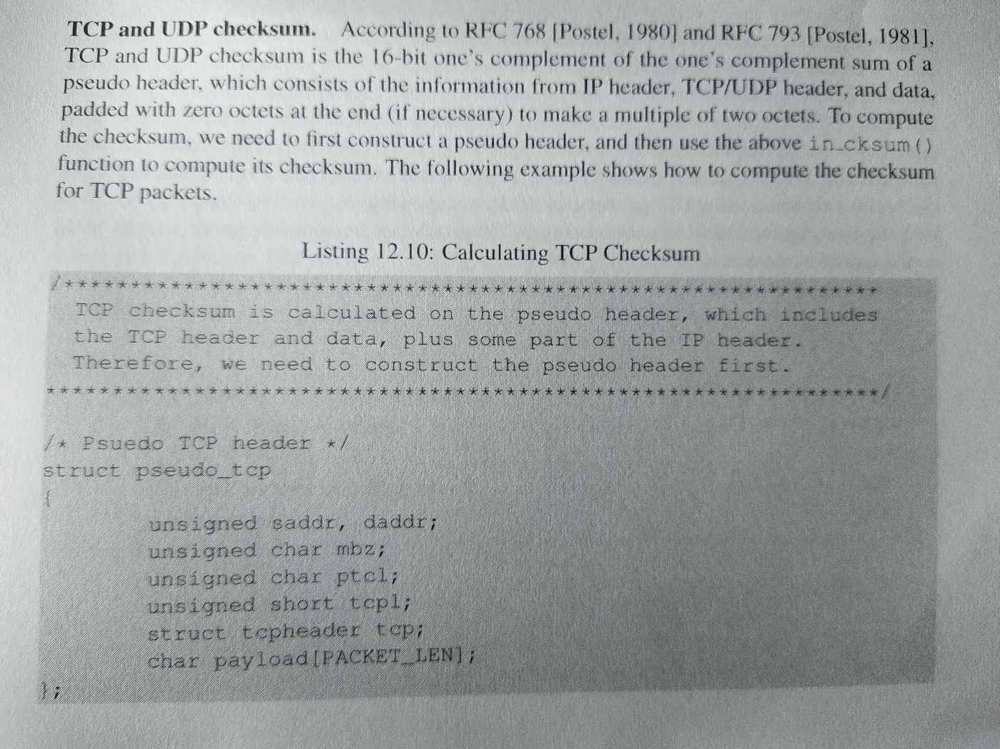 TCP and UDP checksum. According to RFC 768 [Postel, 1980] and RFC 793 [Postel, 1981],
TCP and UDP checksum is the 16-bit one's complement of the one's complement sum of a
pseudo header, which consists of the information from IP header, TCP/UDP header, and data,
padded with zero octets at the end (if necessary) to make a multiple of two octets. To compute
the checksum, we need to first construct a pseudo header, and then use the above in_cksum()
function to compute its checksum. The following example shows how to compute the checksum
for TCP packets.
Listing 12.10: Calculating TCP Checksum
/***************************************************************
TCP checksum is calculated on the pseudo header, which includes
the TCP header and data, plus some part of the IP header.
Therefore, we need to construct the pseudo header first.
****************************************************************/
/* Psuedo TCP header */
struct pseudo_tcp
{
unsigned saddr, daddr;
unsigned char mbz;
unsigned char ptcl;
unsigned short tcpl;
struct tcpheader tcp;
char payload[PACKET_LEN];
};